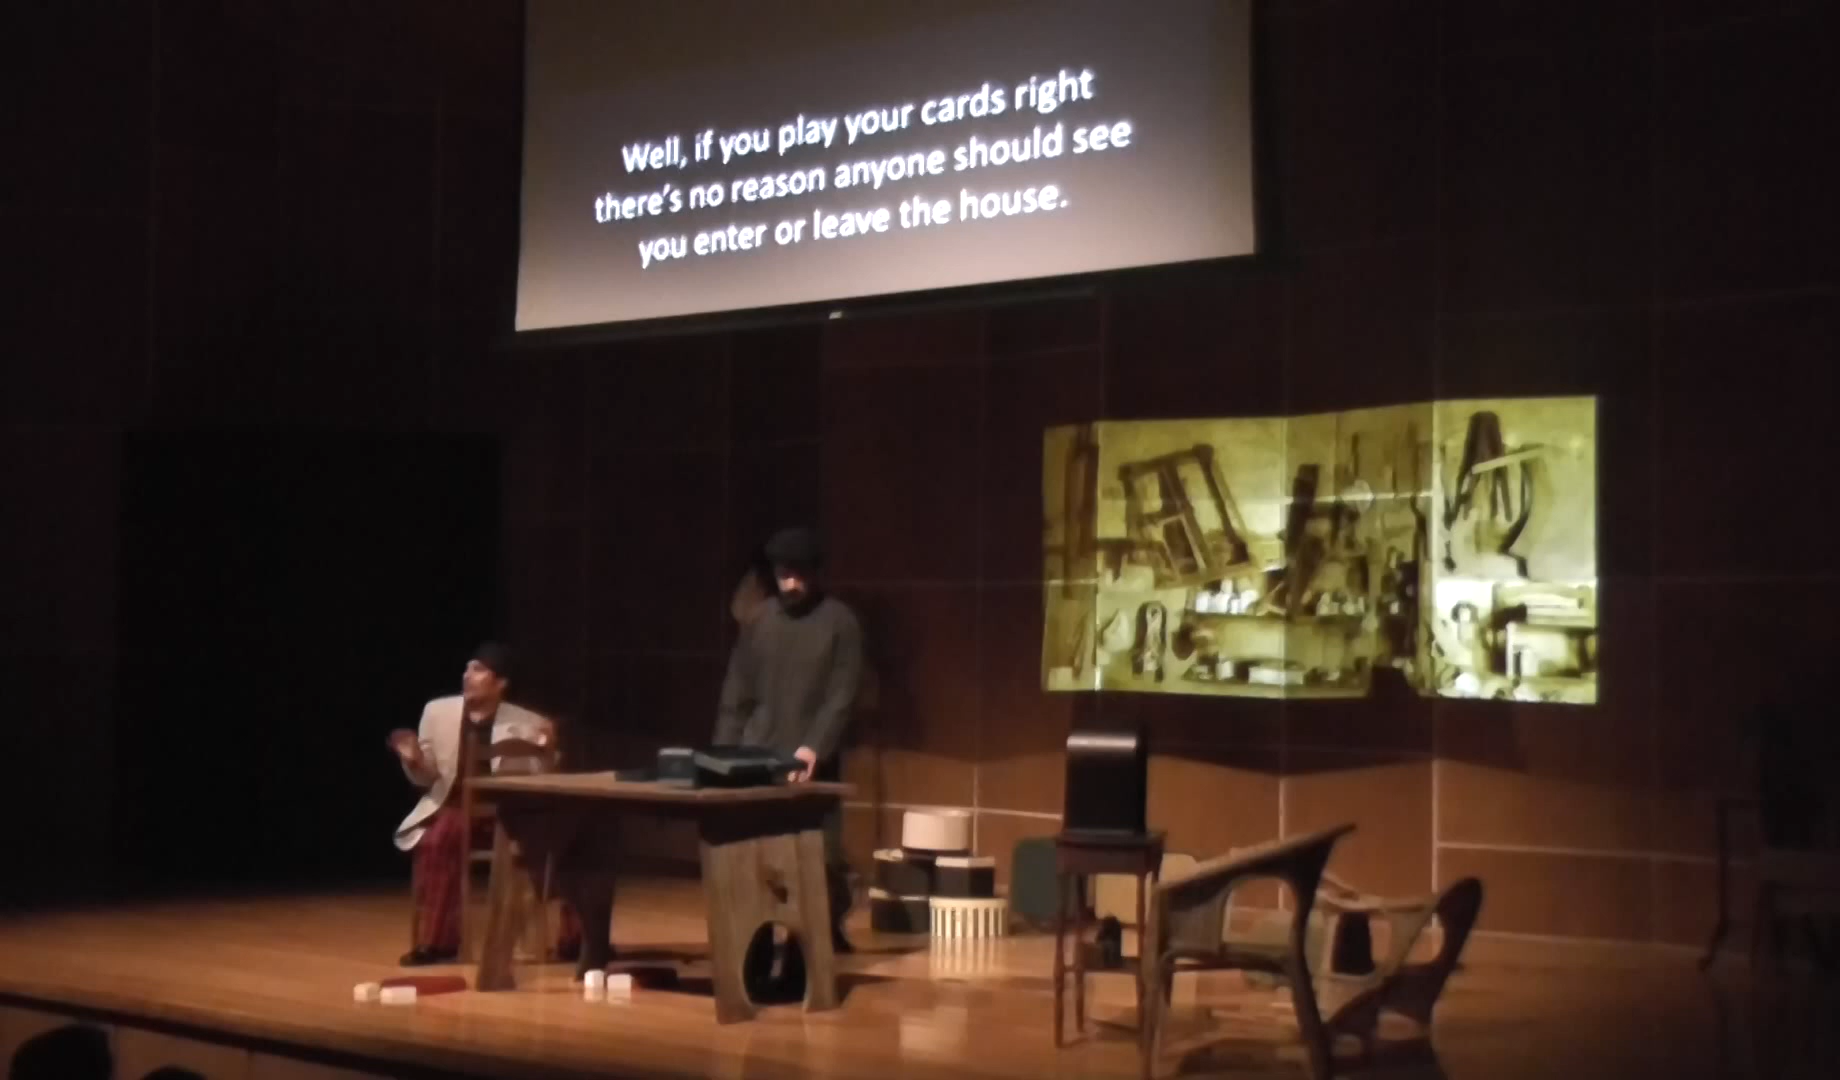 Well, if you play your cards right
there's no reason anyone should see
you enter or leave the house.